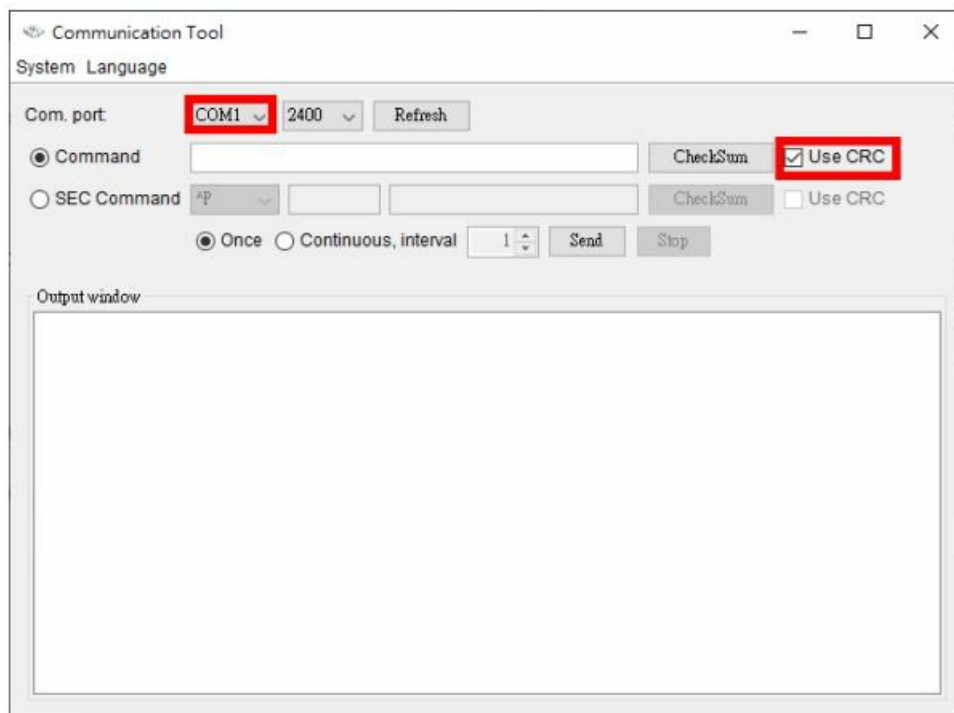 Communication Tool
System Language
Com. port: COM1 2400 Refresh
Command CheckSum Use CRC
SEC Command ^P CheckSum Use CRC
Once Continuous, interval 1 Send Stop
Output window